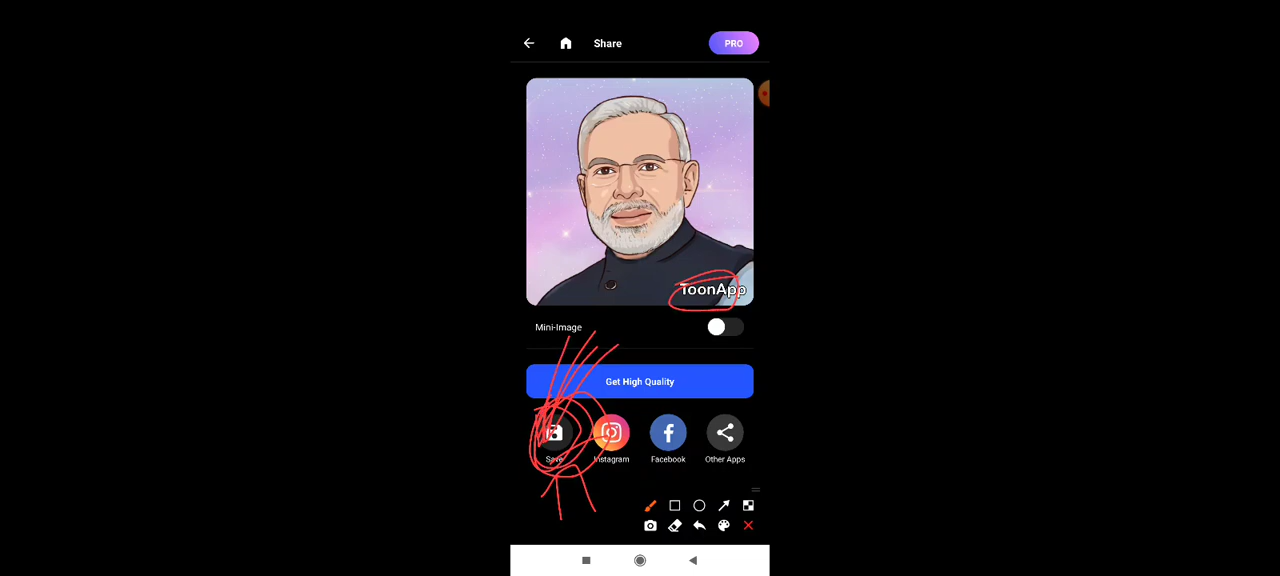 Share
PRO
ToonApp
Mini-Image
Get High Quality
Save
Instagram
Facebook
Other Apps